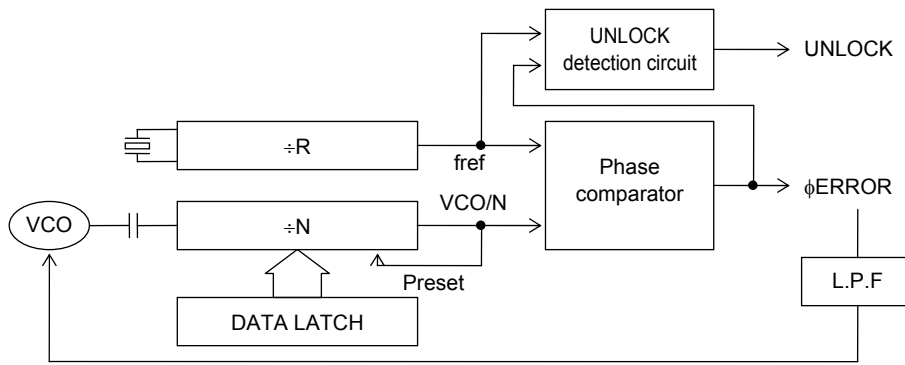 UNLOCK
detection circuit
UNLOCK
÷R
fref
Phase
comparator
φERROR
VCO
÷N
VCO/N
Preset
L.P.F
DATA LATCH